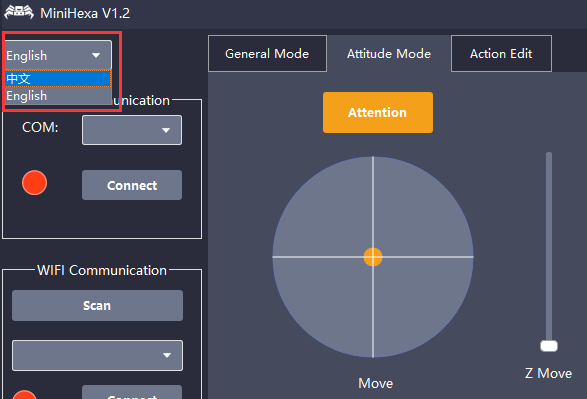 MiniHexa V1.2
English
中文
English
General Mode
Attitude Mode
Action Edit
unication
COM:
Connect
Attention
WIFI Communication
Scan
Connect
Move
Z Move